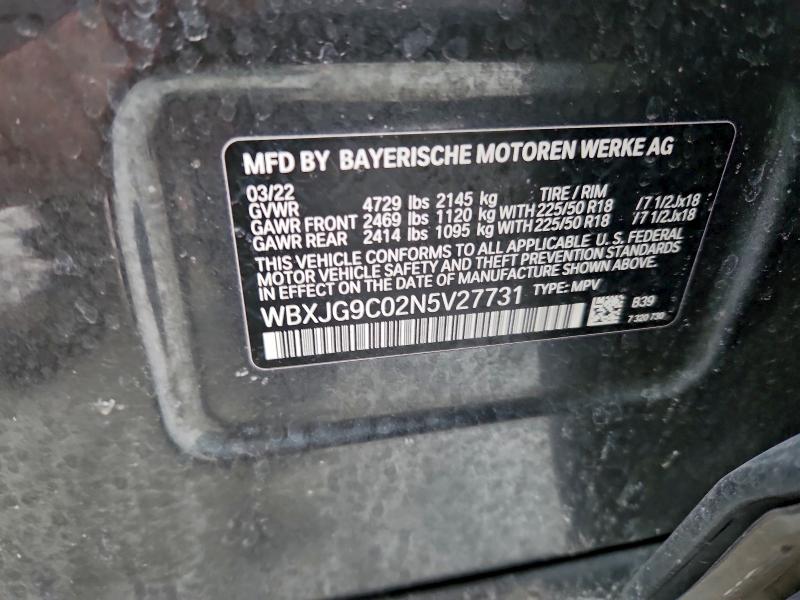 MFD BY BAYERISCHE MOTOREN WERKE AG
03/22 TIRE / RIM
GVWR 4729 lbs 2145 kg
GAWR FRONT 2469 lbs 1120 kg WITH 225/50 R18 /7 1/2Jx18
GAWR REAR 2414 lbs 1095 kg WITH 225/50 R18 /7 1/2Jx18
THIS VEHICLE CONFORMS TO ALL APPLICABLE U.S. FEDERAL
MOTOR VEHICLE SAFETY AND THEFT PREVENTION STANDARDS
IN EFFECT ON THE DATE OF MANUFACTURE SHOWN ABOVE.
WBXJG9C02N5V27731 TYPE: MPV
B39
7 320 730